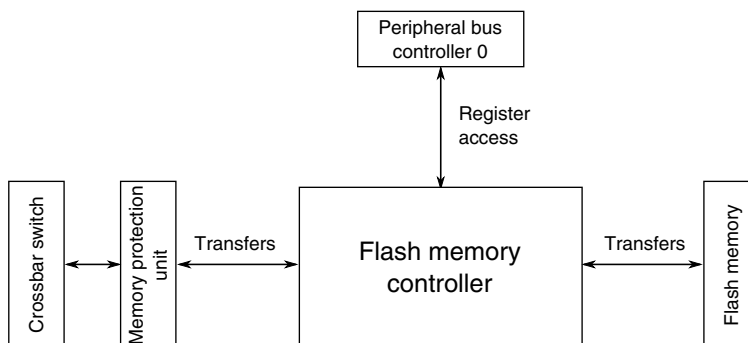 Peripheral bus
controller 0
Register
access
Crossbar switch
Memory protection
unit
Transfers
Flash memory
controller
Transfers
Flash memory